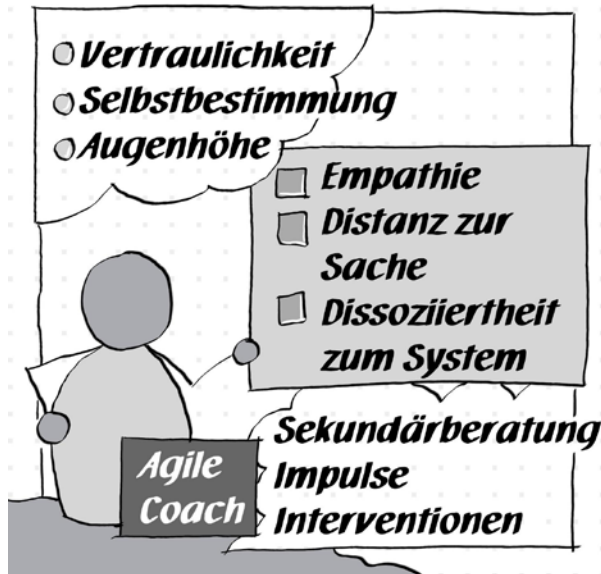 Vertraulichkeit
Selbstbestimmung
Augenhöhe
Empathie
Distanz zur
Sache
Dissoziiertheit
zum System
Sekundärberatung
Impulse
Interventionen
Agile
Coach